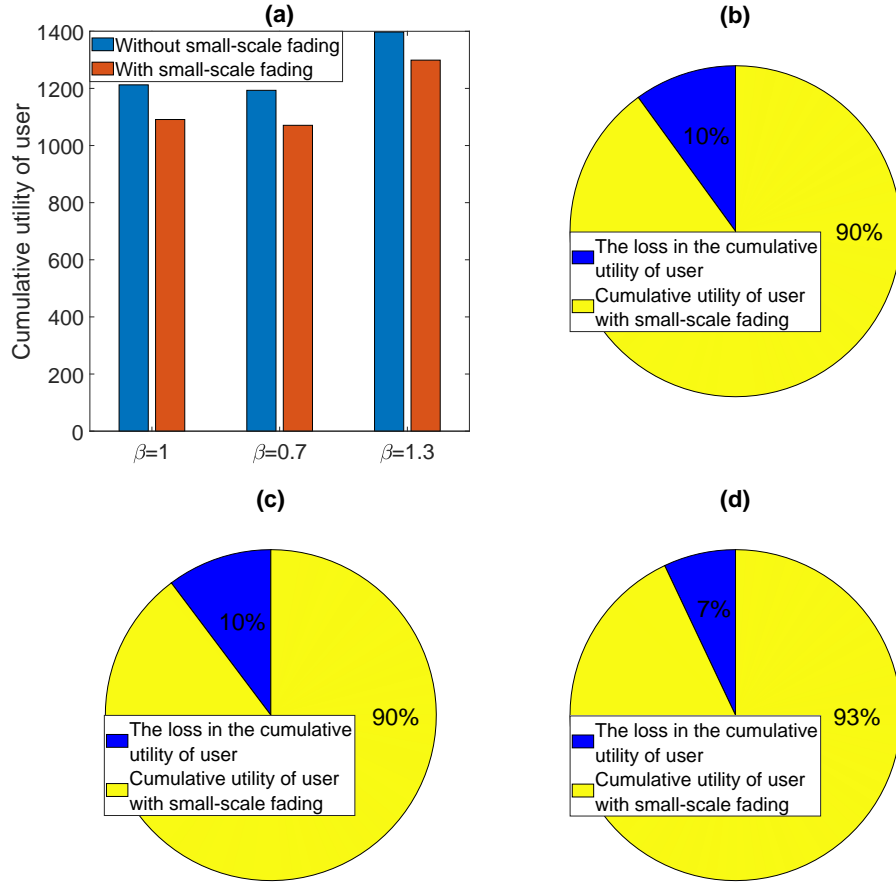 (a)
Cumulative utility of user
1400
1200
1000
800
600
400
200
0
Without small-scale fading
With small-scale fading
β=1
β=0.7
β=1.3
(b)
10%
90%
The loss in the cumulative
utility of user
Cumulative utility of user
with small-scale fading
(c)
10%
90%
The loss in the cumulative
utility of user
Cumulative utility of user
with small-scale fading
(d)
7%
93%
The loss in the cumulative
utility of user
Cumulative utility of user
with small-scale fading